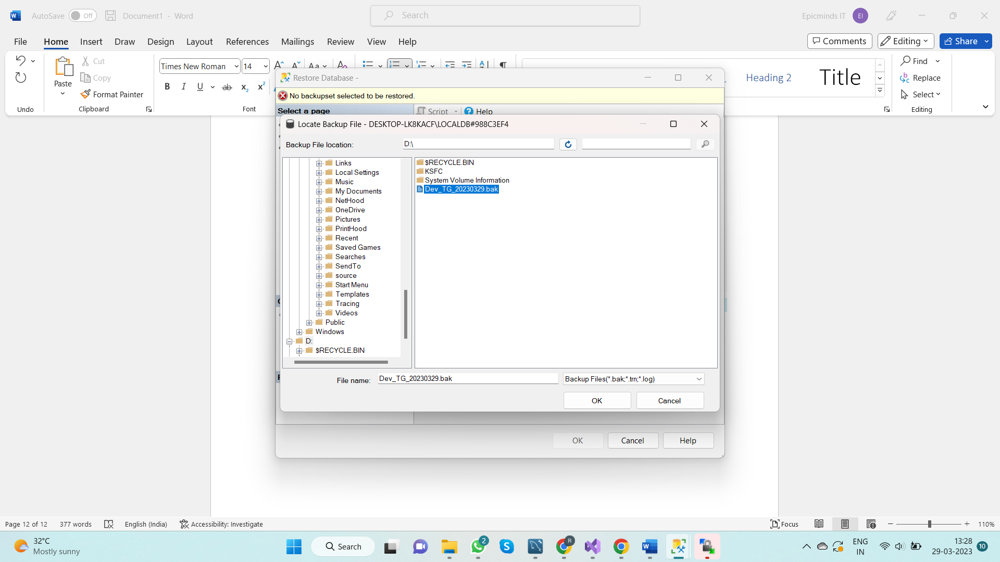 AutoSave Off Document1 - Word Search Epicminds IT EI
File Home Insert Draw Design Layout References Mailings Review View Help Comments Editing Share
Paste Cut Copy Format Painter
Times New Roman 14
Heading 2 Title
Find Replace Select
Undo Clipboard Font Editing
Restore Database -
No backupset selected to be restored.
Select a page Script Help
Locate Backup File - DESKTOP-LK8KACF\LOCALDB#988C3EF4
Backup File location: D:\
Links
Local Settings
Music
My Documents
NetHood
OneDrive
Pictures
PrintHood
Recent
Saved Games
Searches
SendTo
source
Start Menu
Templates
Tracing
Videos
Public
Windows
D:
$RECYCLE.BIN
$RECYCLE.BIN
KSFC
System Volume Information
Dev_TG_20230329.bak
File name: Dev_TG_20230329.bak Backup Files(*.bak;*.trn;*.log)
OK Cancel
OK Cancel Help
Page 12 of 12 377 words English (India) Accessibility: Investigate Focus 110%
32°C
Mostly sunny
Search
2
R
ENG
IN
13:28
29-03-2023
10